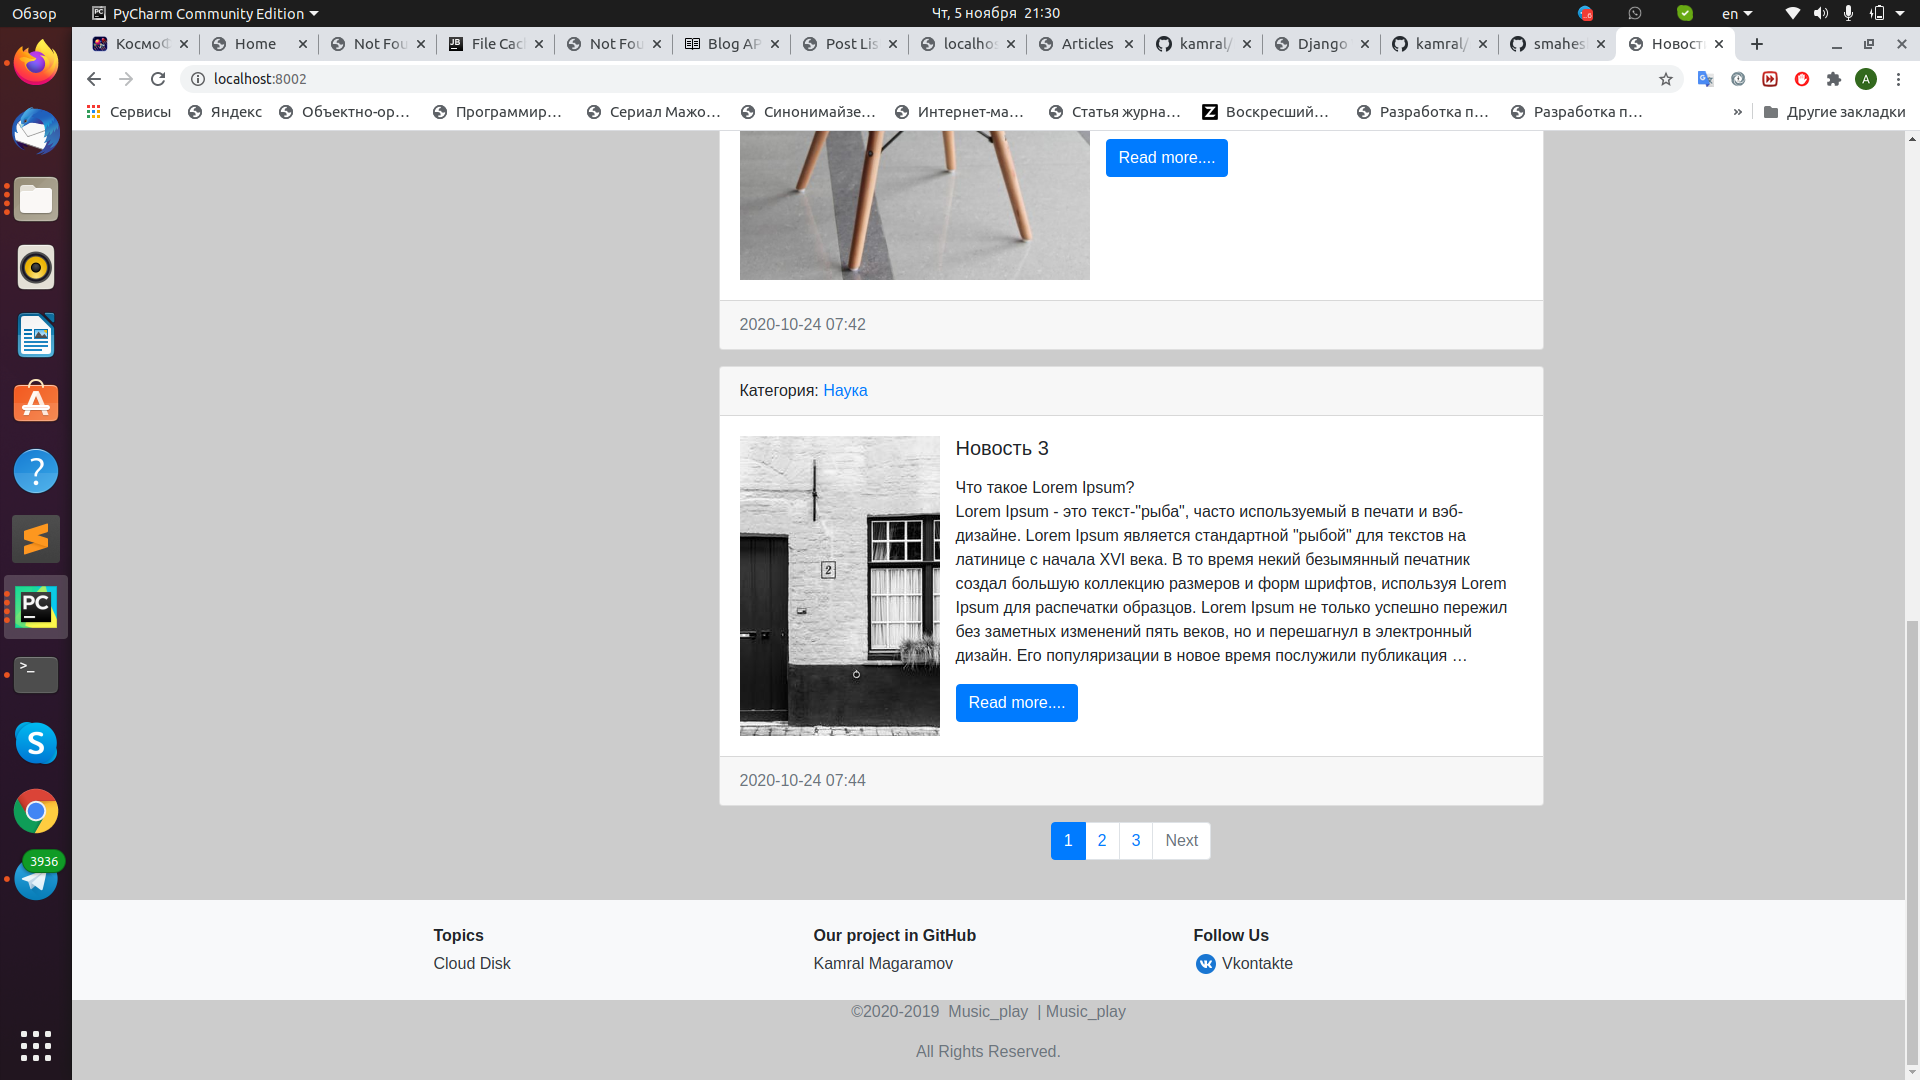 Обзор
PyCharm Community Edition
Чт, 5 ноября 21:30
en
КосмоФ
Home
Not Fou
File Cac
Not Fou
Blog AP
Post Lis
localhos
Articles
kamral/
Django
kamral/
smahes
Новост
localhost:8002
A
Сервисы
Яндекс
Объектно-ор...
Программир...
Сериал Мажо...
Синонимайзе...
Интернет-ма...
Статья журна...
Воскресший...
Разработка п...
Разработка п...
»
Другие закладки
Read more....
2020-10-24 07:42
Категория: Наука
Новость 3
Что такое Lorem Ipsum?
Lorem Ipsum - это текст-"рыба", часто используемый в печати и вэб-
дизайне. Lorem Ipsum является стандартной "рыбой" для текстов на
латинице с начала XVI века. В то время некий безымянный печатник
создал большую коллекцию размеров и форм шрифтов, используя Lorem
Ipsum для распечатки образцов. Lorem Ipsum не только успешно пережил
без заметных изменений пять веков, но и перешагнул в электронный
дизайн. Его популяризации в новое время послужили публикация …
2
Read more....
2020-10-24 07:44
1 2 3 Next
Topics
Cloud Disk
Our project in GitHub
Kamral Magaramov
Follow Us
Vkontakte
©2020-2019 Music_play | Music_play
All Rights Reserved.
PC
3936